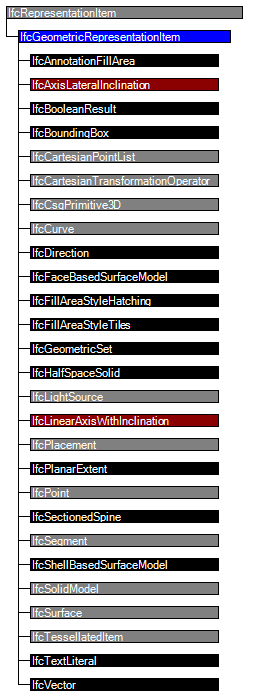 IfcRepresentationItem
IfcGeometricRepresentationItem
IfcAnnotationFillArea
IfcAxisLateralInclination
IfcBooleanResult
IfcBoundingBox
IfcCartesianPointList
IfcCartesianTransformationOperator
IfcCsgPrimitive3D
IfcCurve
IfcDirection
IfcFaceBasedSurfaceModel
IfcFillAreaStyleHatching
IfcFillAreaStyleTiles
IfcGeometricSet
IfcHalfSpaceSolid
IfcLightSource
IfcLinearAxisWithInclination
IfcPlacement
IfcPlanarExtent
IfcPoint
IfcSectionedSpine
IfcSegment
IfcShellBasedSurfaceModel
IfcSolidModel
IfcSurface
IfcTessellatedItem
IfcTextLiteral
IfcVector